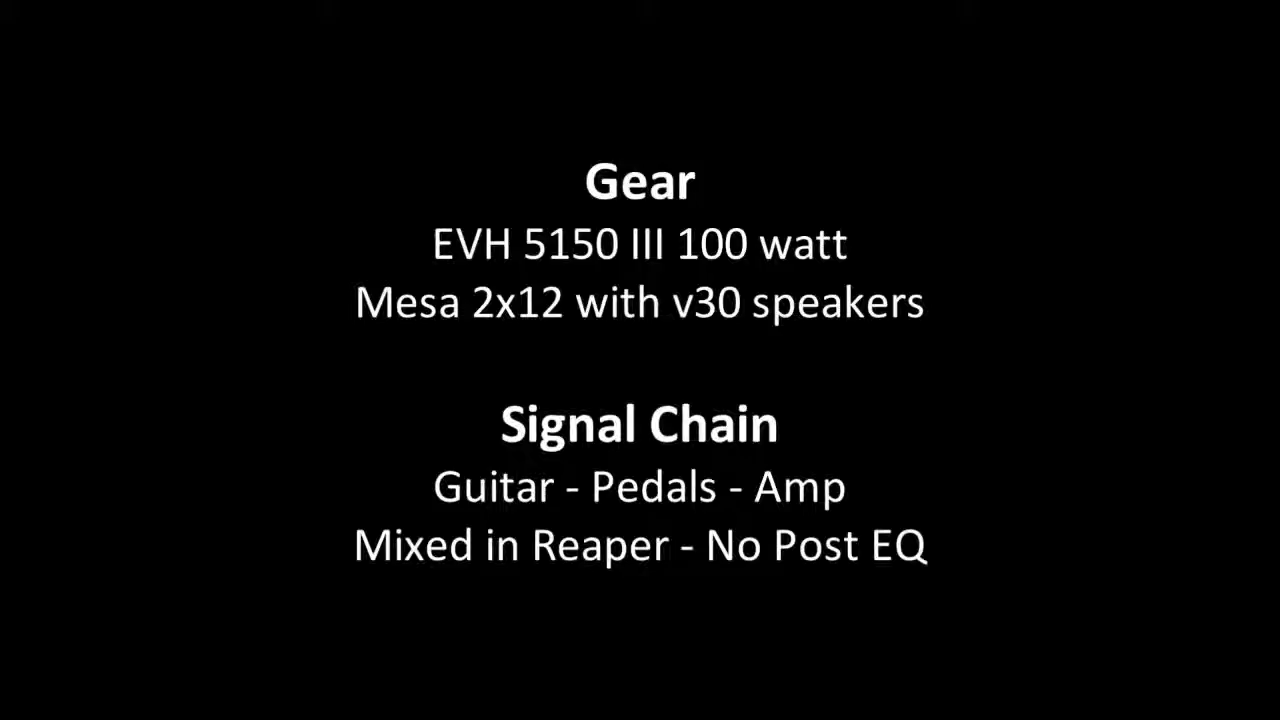 Gear
EVH 5150 III 100 watt
Mesa 2x12 with v30 speakers
Signal Chain
Guitar - Pedals - Amp
Mixed in Reaper - No Post EQ